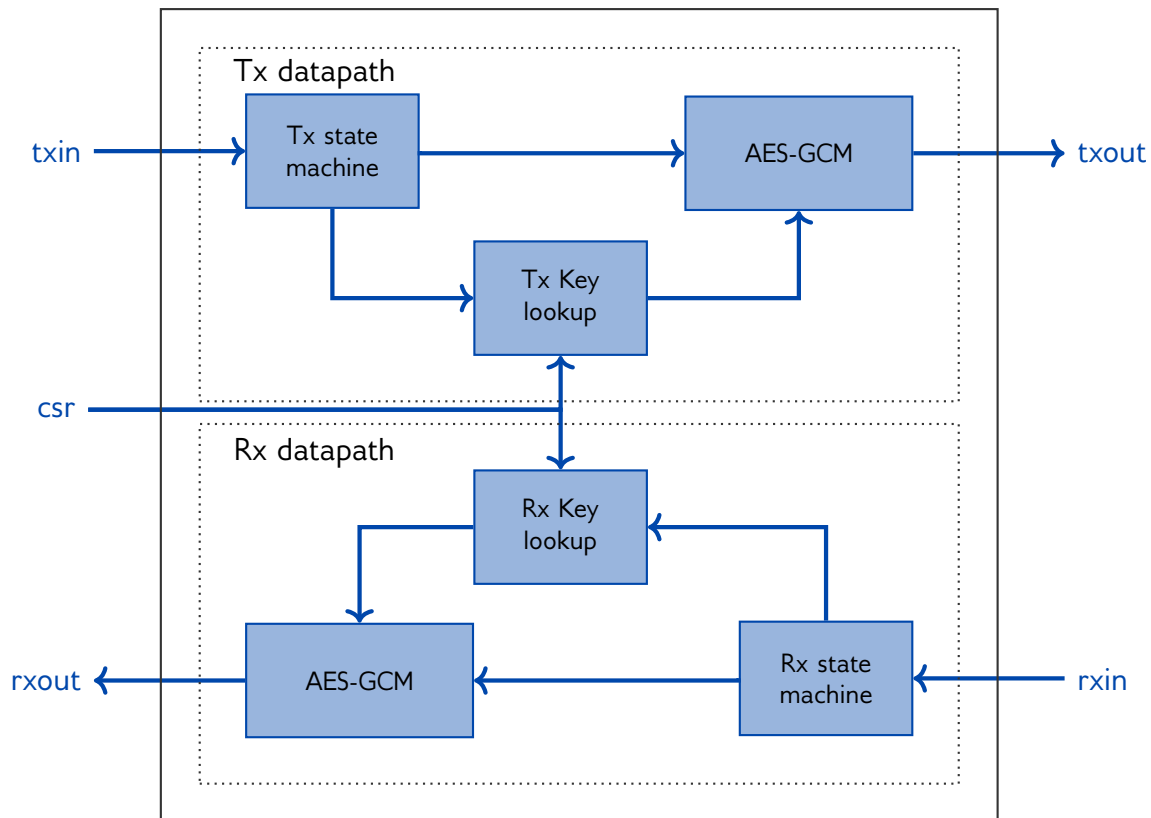 Tx datapath
Tx state
machine
AES-GCM
txin
txout
Tx Key
lookup
csr
Rx datapath
Rx Key
lookup
AES-GCM
Rx state
machine
rxout
rxin